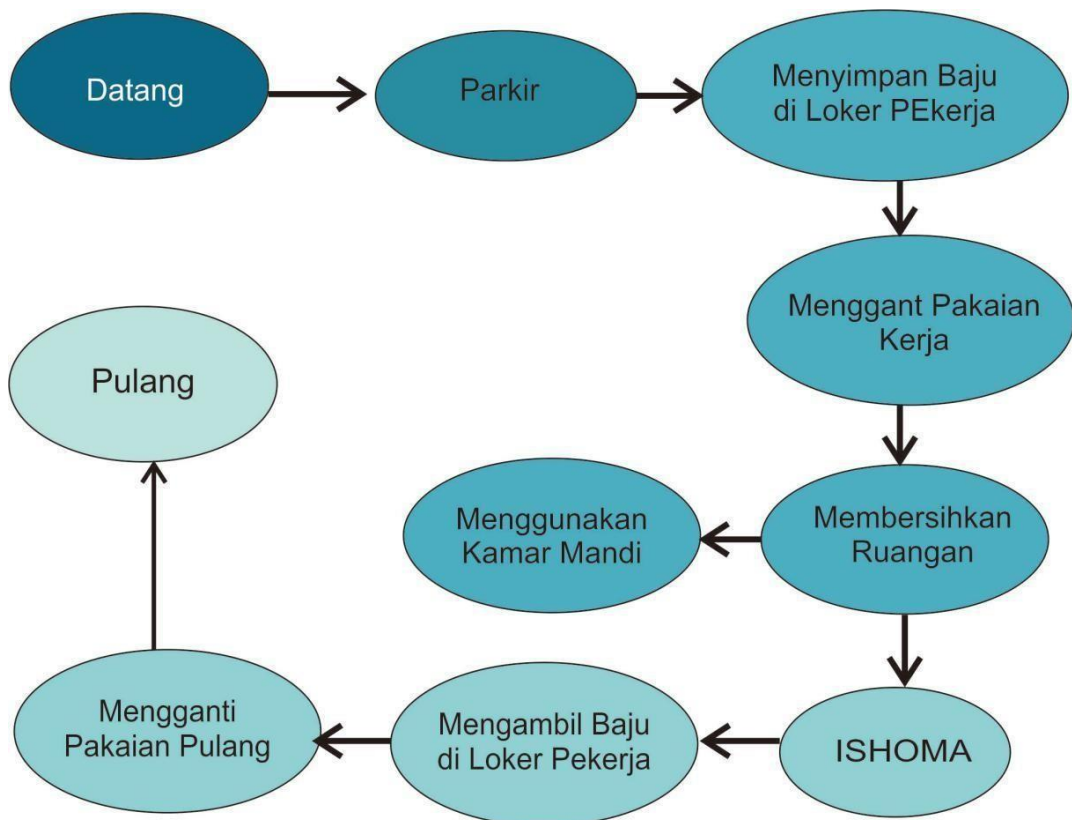 Datang
Parkir
Menyimpan Baju
di Loker PEkerja
Menggant Pakaian
Kerja
Membersihkan
Ruangan
Menggunakan
Kamar Mandi
ISHOMA
Mengambil Baju
di Loker Pekerja
Mengganti
Pakaian Pulang
Pulang